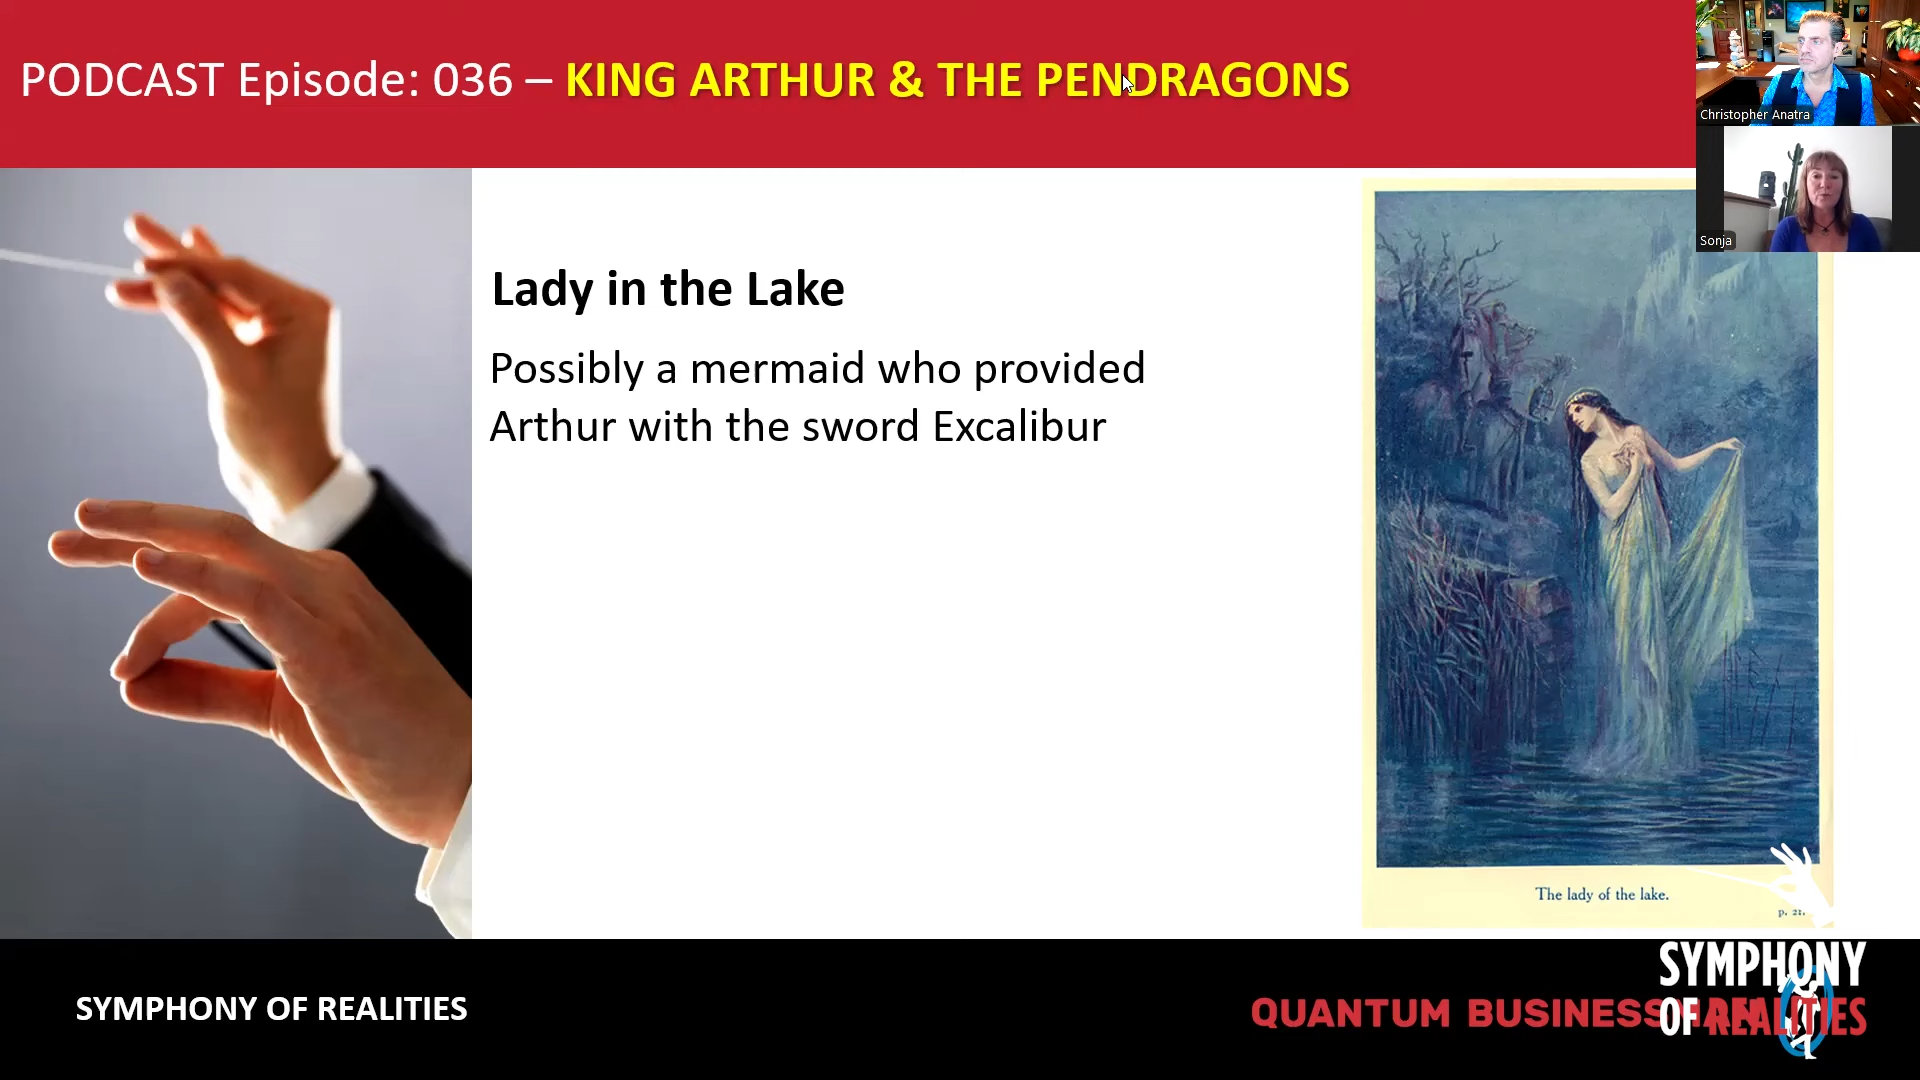 PODCAST Episode: 036 – KING ARTHUR & THE PENDRAGONS
Christopher Anatra
Sonja
Lady in the Lake
Possibly a mermaid who provided
Arthur with the sword Excalibur
The lady of the lake.
SYMPHONY OF REALITIES
QUANTUM BUSINESS
SYMPHONY
OF REALITIES